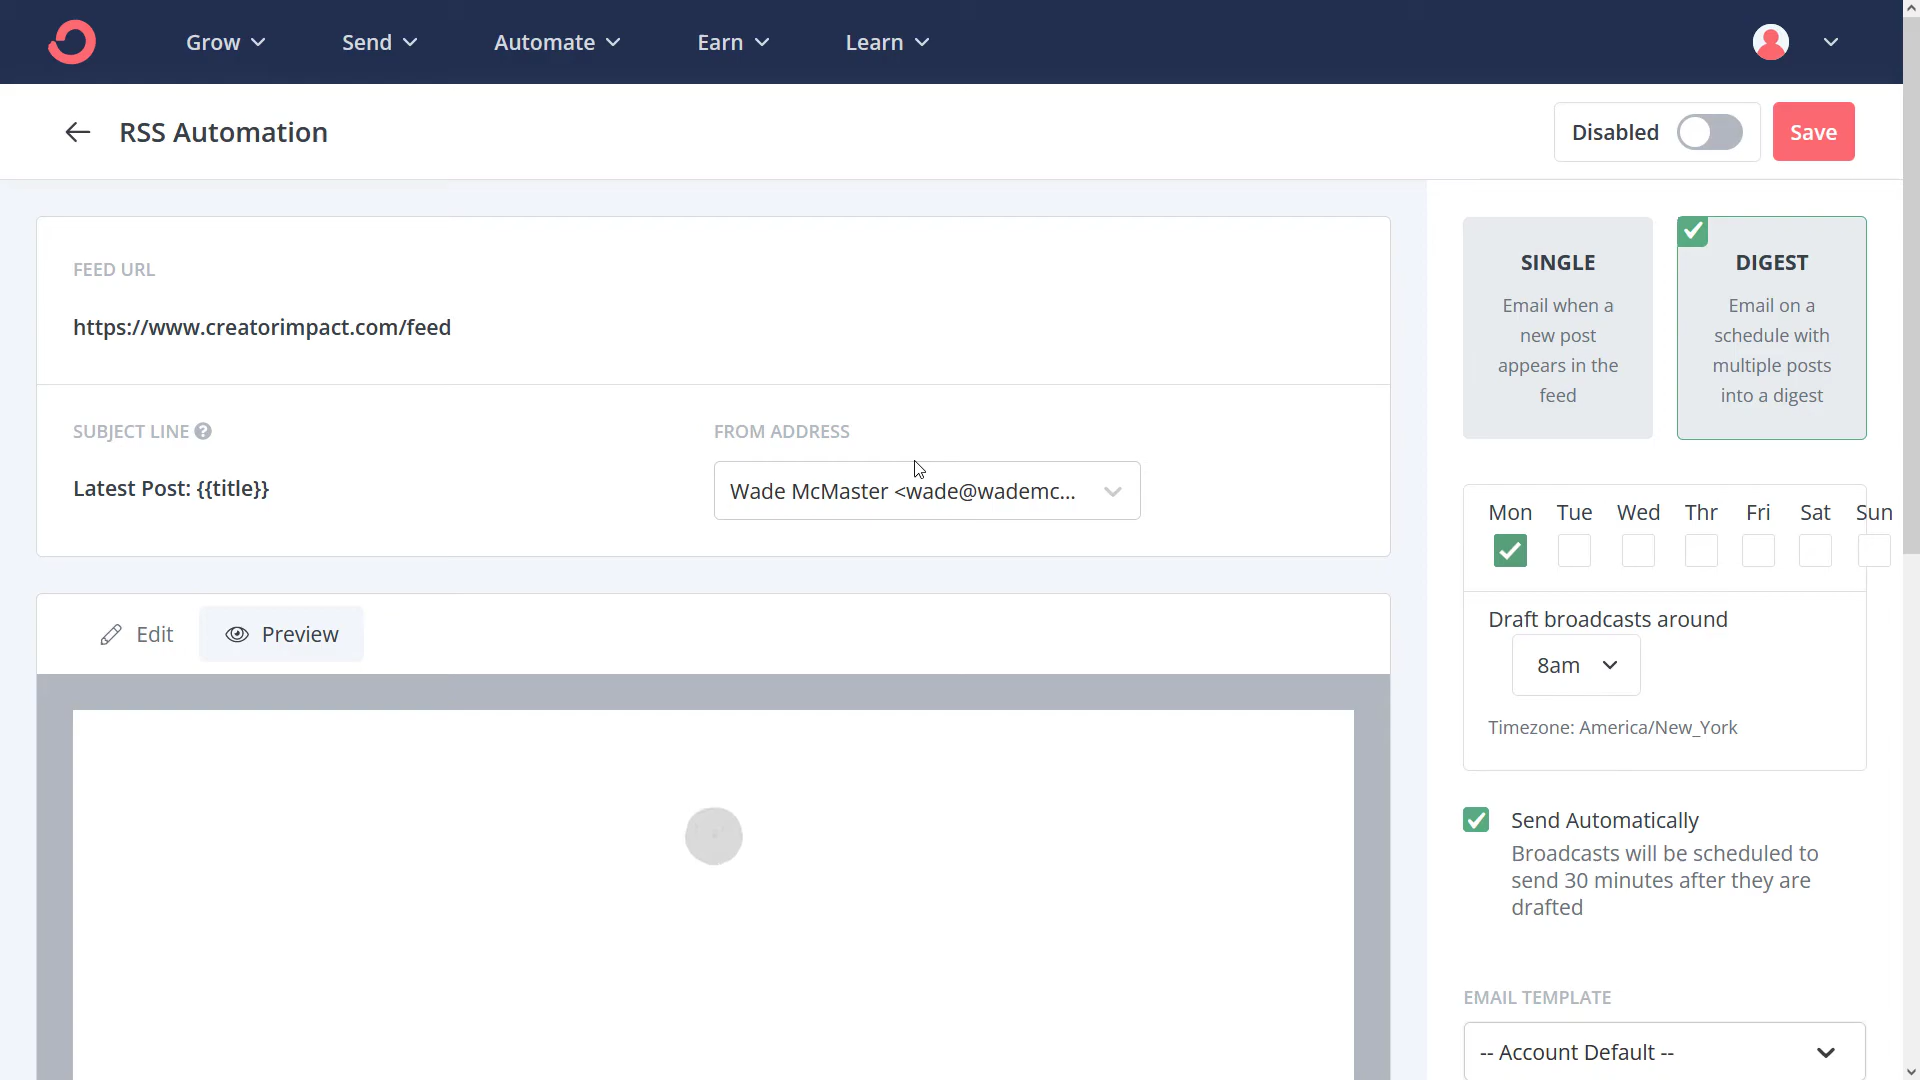 Grow
Send
Automate
Earn
Learn
RSS Automation
Disabled
Save
FEED URL
https://www.creatorimpact.com/feed
SUBJECT LINE
Latest Post: {{title}}
FROM ADDRESS
Wade McMaster <wade@wademc...
Edit
Preview
SINGLE
Email when a
new post
appears in the
feed
DIGEST
Email on a
schedule with
multiple posts
into a digest
Mon Tue Wed Thr Fri Sat Sun
Draft broadcasts around
8am
Timezone: America/New_York
Send Automatically
Broadcasts will be scheduled to
send 30 minutes after they are
drafted
EMAIL TEMPLATE
-- Account Default --